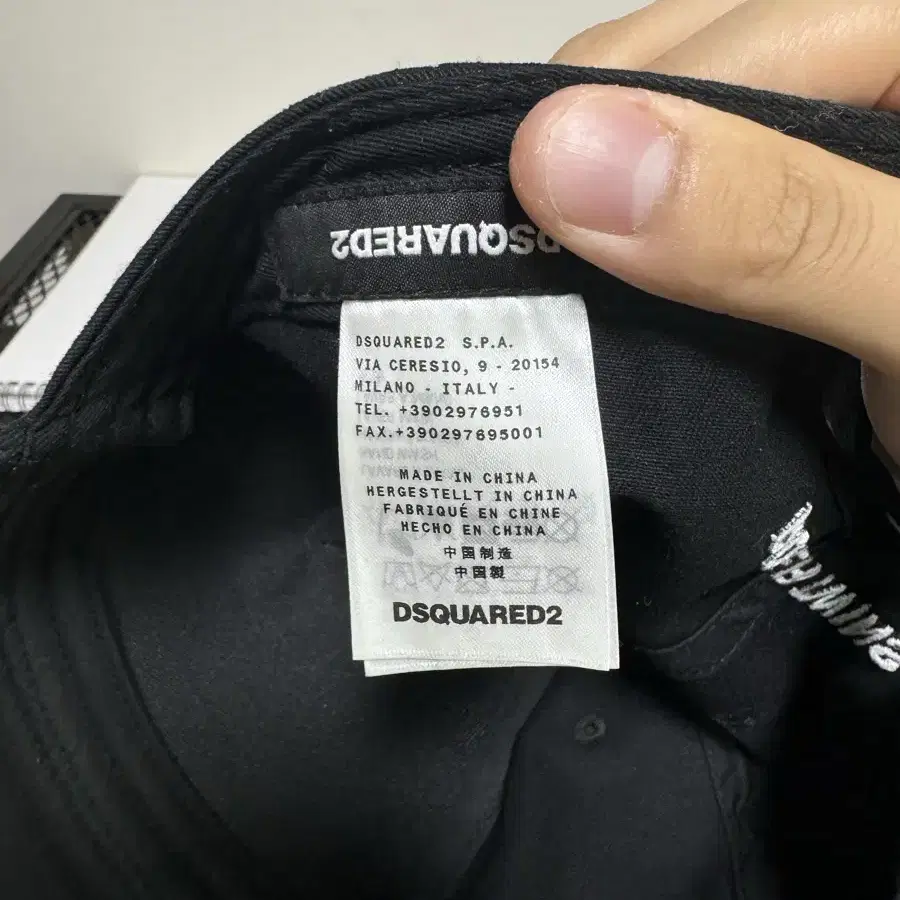 DSQUARED2
DSQUARED2 S.P.A.
VIA CERESIO, 9 - 20154
MILANO - ITALY -
TEL. +3902976951
FAX.+390297695001
MADE IN CHINA
HERGESTELLT IN CHINA
FABRIQUÉ EN CHINE
HECHO EN CHINA
中国制造
中国製
DSQUARED2